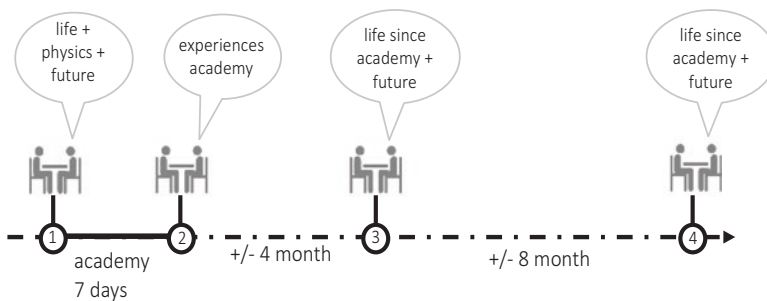 life +
physics +
future
experiences
academy
life since
academy +
future
life since
academy +
future
1
2
3
4
academy
7 days
+/- 4 month
+/- 8 month